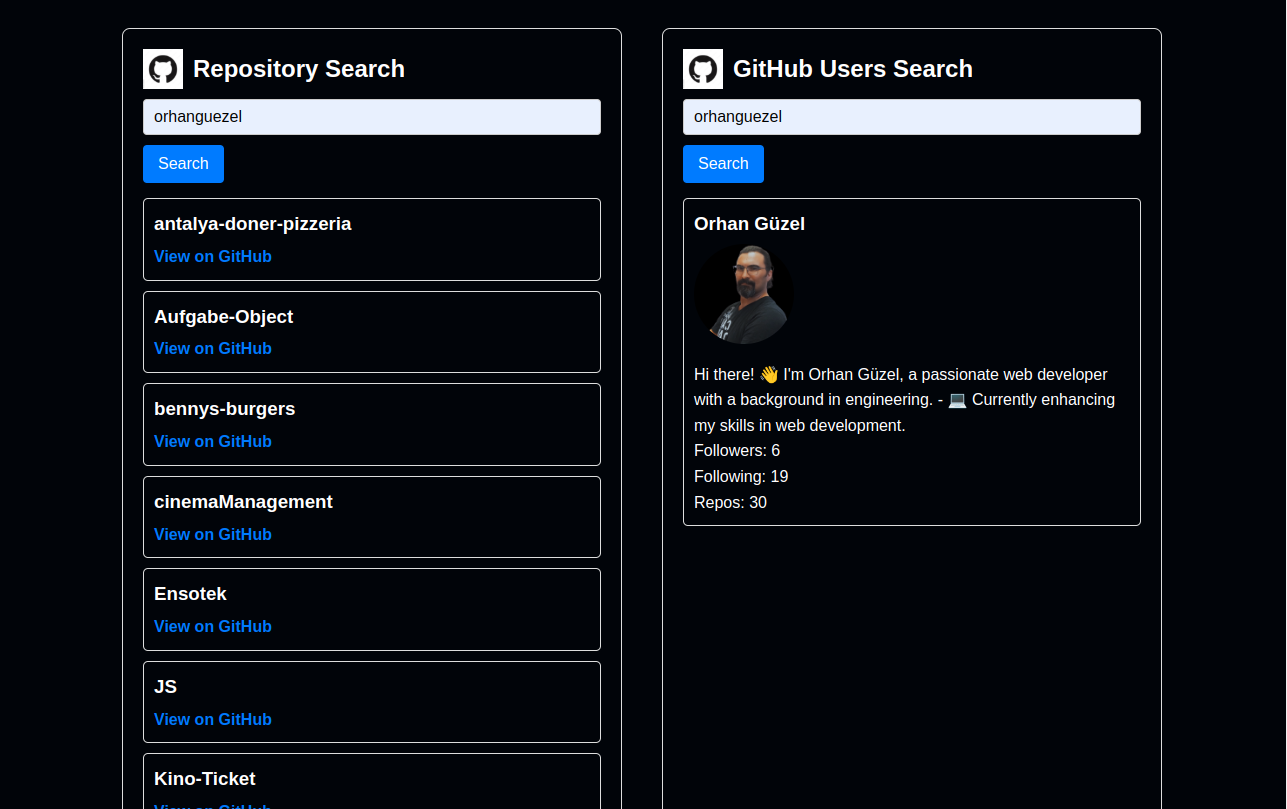 Repository Search
orhanguezel
Search
antalya-doner-pizzeria
View on GitHub
Aufgabe-Object
View on GitHub
bennys-burgers
View on GitHub
cinemaManagement
View on GitHub
Ensotek
View on GitHub
JS
View on GitHub
Kino-Ticket
View on GitHub
GitHub Users Search
orhanguezel
Search
Orhan Güzel
Hi there! 👋 I'm Orhan Güzel, a passionate web developer
with a background in engineering. - 💻 Currently enhancing
my skills in web development.
Followers: 6
Following: 19
Repos: 30